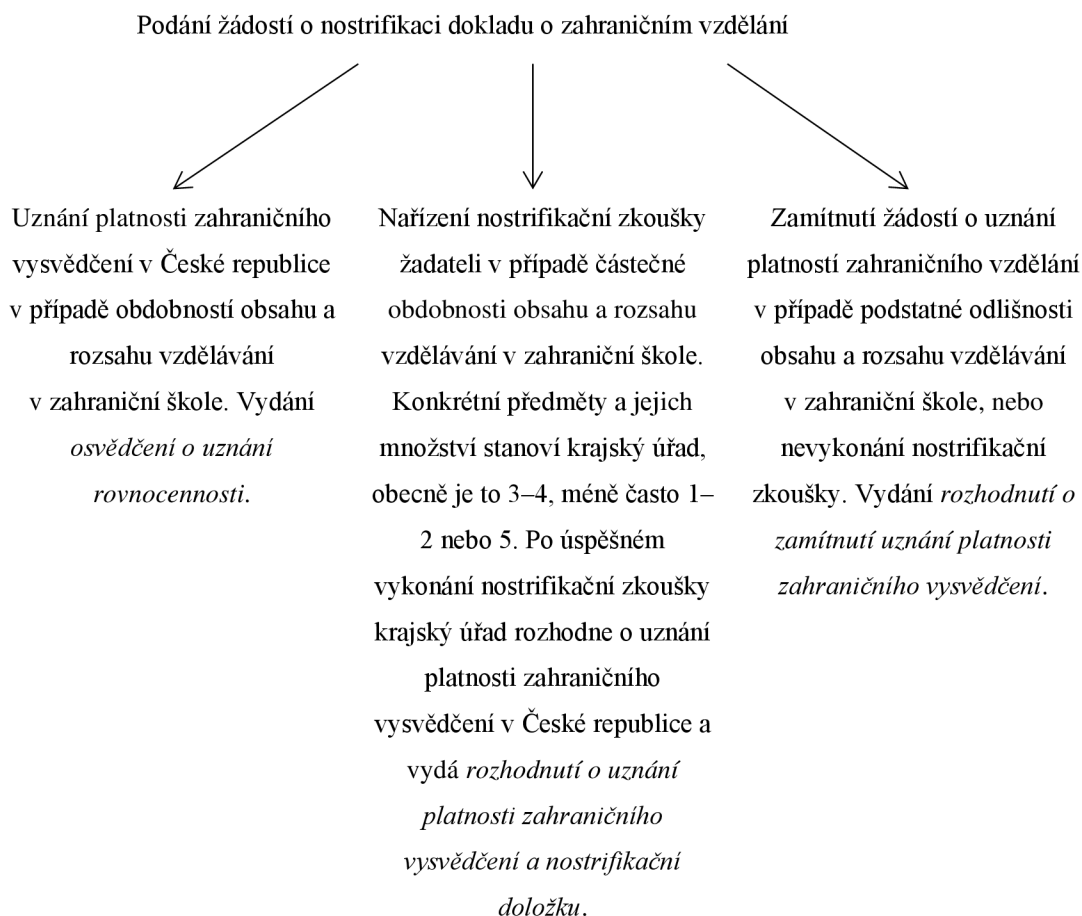 Podání žádostí o nostrifikaci dokladu o zahraničním vzdělání
Uznání platnosti zahraničního
vysvědčení v České republice
v případě obdobností obsahu a
rozsahu vzdělávání
v zahraniční škole. Vydání
osvědčení o uznání
rovnocennosti.
Nařízení nostrifikační zkoušky
žadateli v případě částečné
obdobnosti obsahu a rozsahu
vzdělávání v zahraniční škole.
Konkrétní předměty a jejich
množství stanoví krajský úřad,
obecně je to 3–4, méně často 1–
2 nebo 5. Po úspěšném
vykonání nostrifikační zkoušky
krajský úřad rozhodne o uznání
platnosti zahraničního
vysvědčení v České republice a
vydá rozhodnutí o uznání
platnosti zahraničního
vysvědčení a nostrifikační
doložku.
Zamítnutí žádostí o uznání
platností zahraničního vzdělání
v případě podstatné odlišnosti
obsahu a rozsahu vzdělávání
v zahraniční škole, nebo
nevykonání nostrifikační
zkoušky. Vydání rozhodnutí o
zamítnutí uznání platnosti
zahraničního vysvědčení.